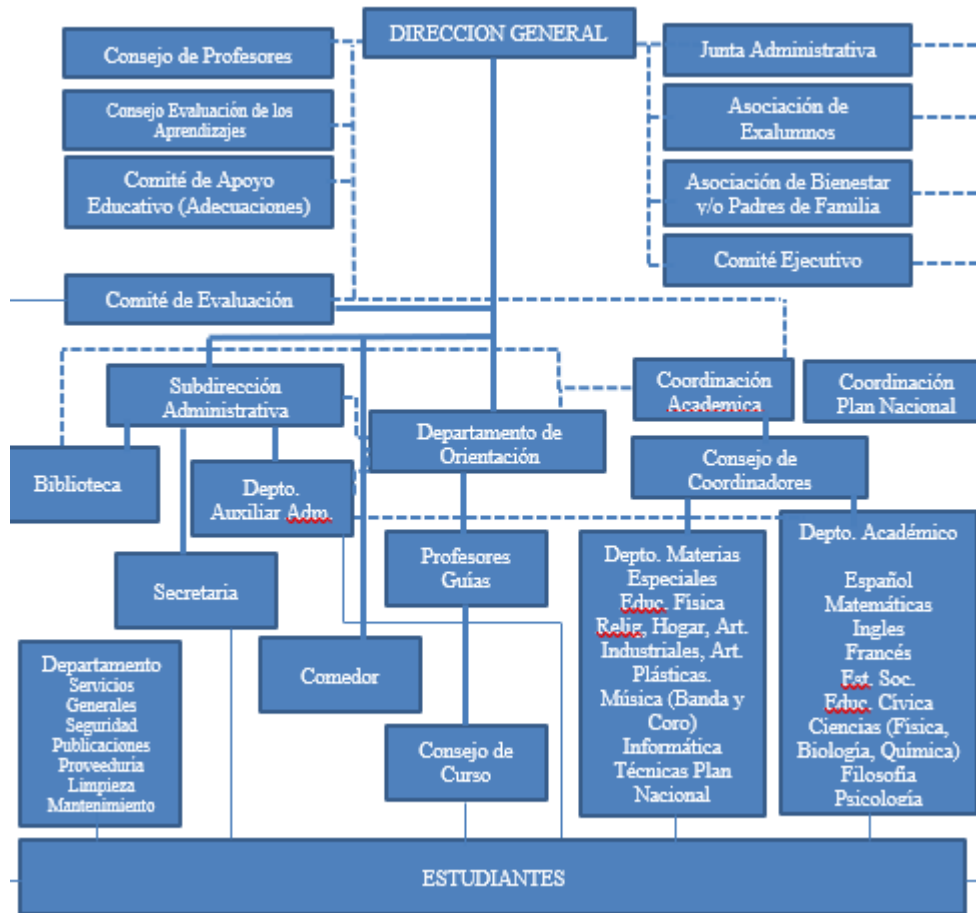 DIRECCION GENERAL
Consejo de Profesores
Junta Administrativa
Consejo Evaluación de los
Aprendizajes
Asociación de
Exalumnos
Comité de Apoyo
Educativo (Adecuaciones)
Asociación de Bienestar
y/o Padres de Familia
Comité Ejecutivo
Comité de Evaluación
Subdirección
Administrativa
Coordinación
Academica
Coordinación
Plan Nacional
Departamento de
Orientación
Biblioteca
Depto.
Auxiliar Adm.
Consejo de
Coordinadores
Secretaria
Profesores
Guías
Depto. Materias
Especiales
Educ. Física
Relig, Hogar, Art.
Industriales, Art.
Plásticas.
Música (Banda y
Coro)
Informática
Técnicas Plan
Nacional
Depto. Académico
Español
Matemáticas
Ingles
Francés
Est. Soc.
Educ. Cívica
Ciencias (Física,
Biología, Química)
Filosofía
Psicología
Departamento
Servicios
Generales
Seguridad
Publicaciones
Proveeduría
Limpieza
Mantenimiento
Comedor
Consejo de
Curso
ESTUDIANTES